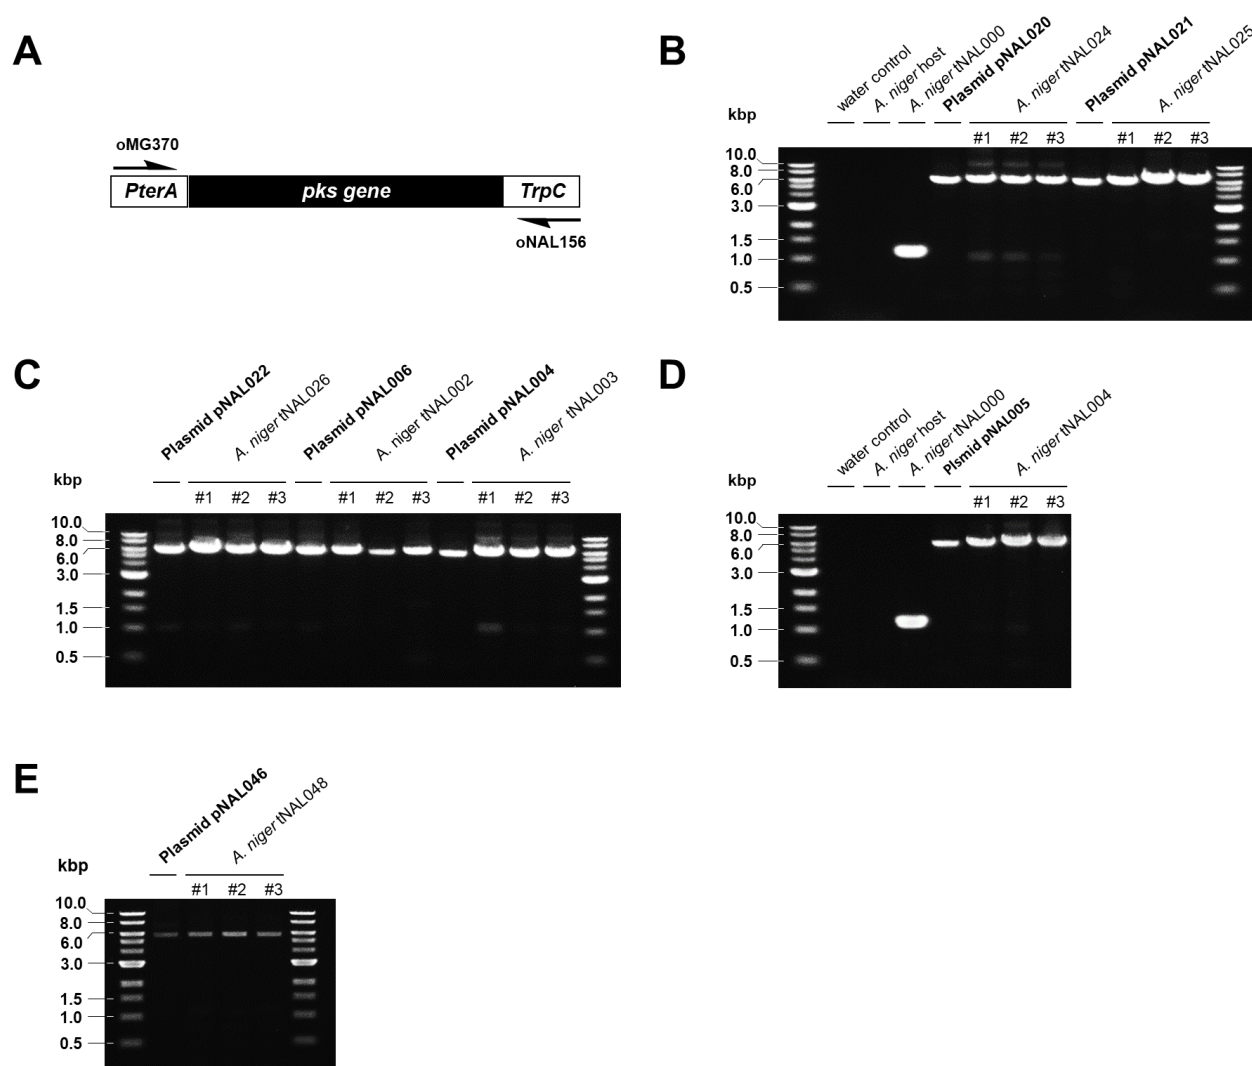 A
oMG370
PterA
pks gene
TrpC
oNAL156
B
water control
A. niger host
A. niger tNAL000
Plasmid pNAL020
A. niger tNAL024
Plasmid pNAL021
A. niger tNAL025
kbp
#1 #2 #3 #1 #2 #3
10.0
8.0
6.0
3.0
1.5
1.0
0.5
C
Plasmid pNAL022
A. niger tNAL026
Plasmid pNAL006
A. niger tNAL002
Plasmid pNAL004
A. niger tNAL003
kbp
#1 #2 #3 #1 #2 #3 #1 #2 #3
10.0
8.0
6.0
3.0
1.5
1.0
0.5
D
water control
A. niger host
A. niger tNAL000
Plsmid pNAL005
A. niger tNAL004
kbp
#1 #2 #3
10.0
8.0
6.0
3.0
1.5
1.0
0.5
E
Plasmid pNAL046
A. niger tNAL048
kbp
#1 #2 #3
10.0
8.0
6.0
3.0
1.5
1.0
0.5